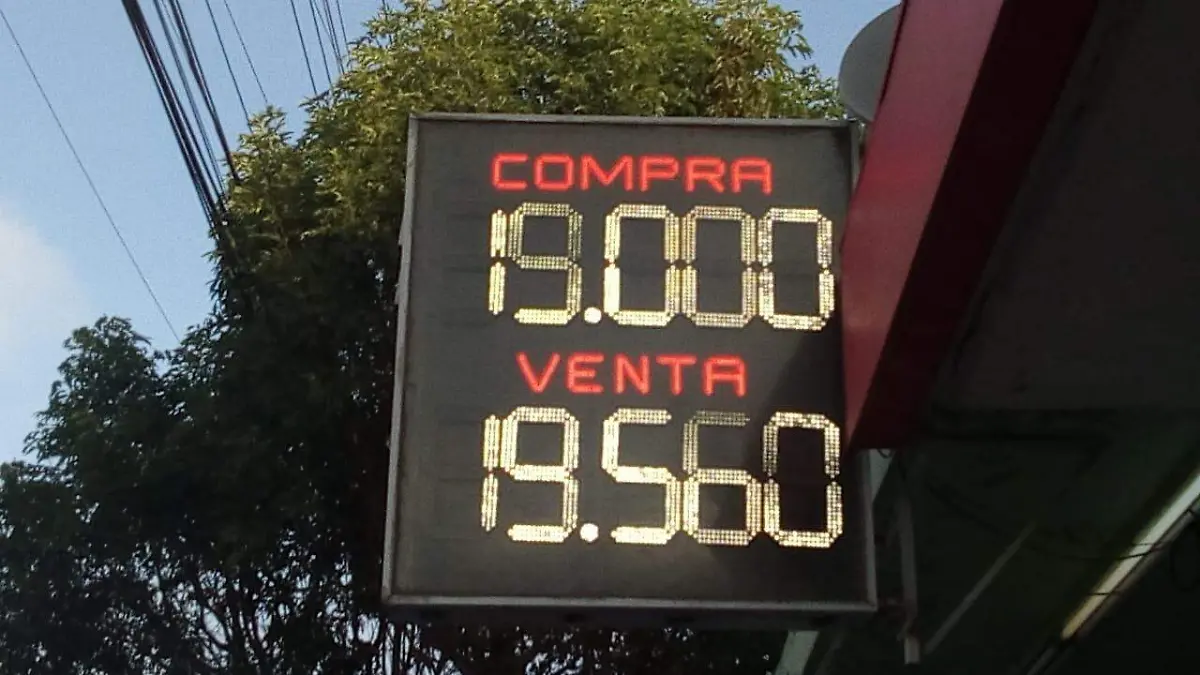 COMPRA
19.000
VENTA
19.560